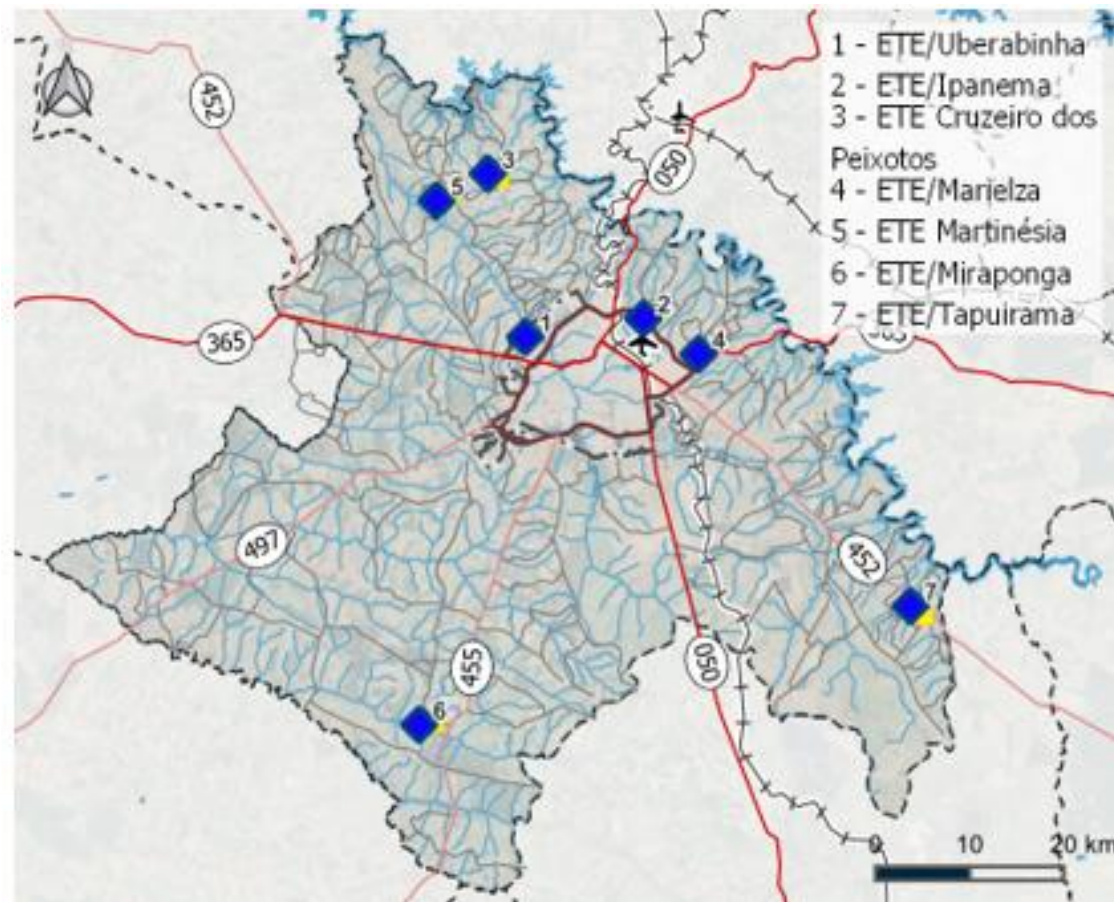 1 - ETE/Uberabinha
2 - ETE/Ipanema
3 - ETE Cruzeiro dos
Peixotos
4 - ETE/Marielza
5 - ETE Martinésia
6 - ETE/Miraponga
7 - ETE/Tapuirama
452
050
3
5
2
1
4
365
497
452
7
455
050
6
0 10 20 km